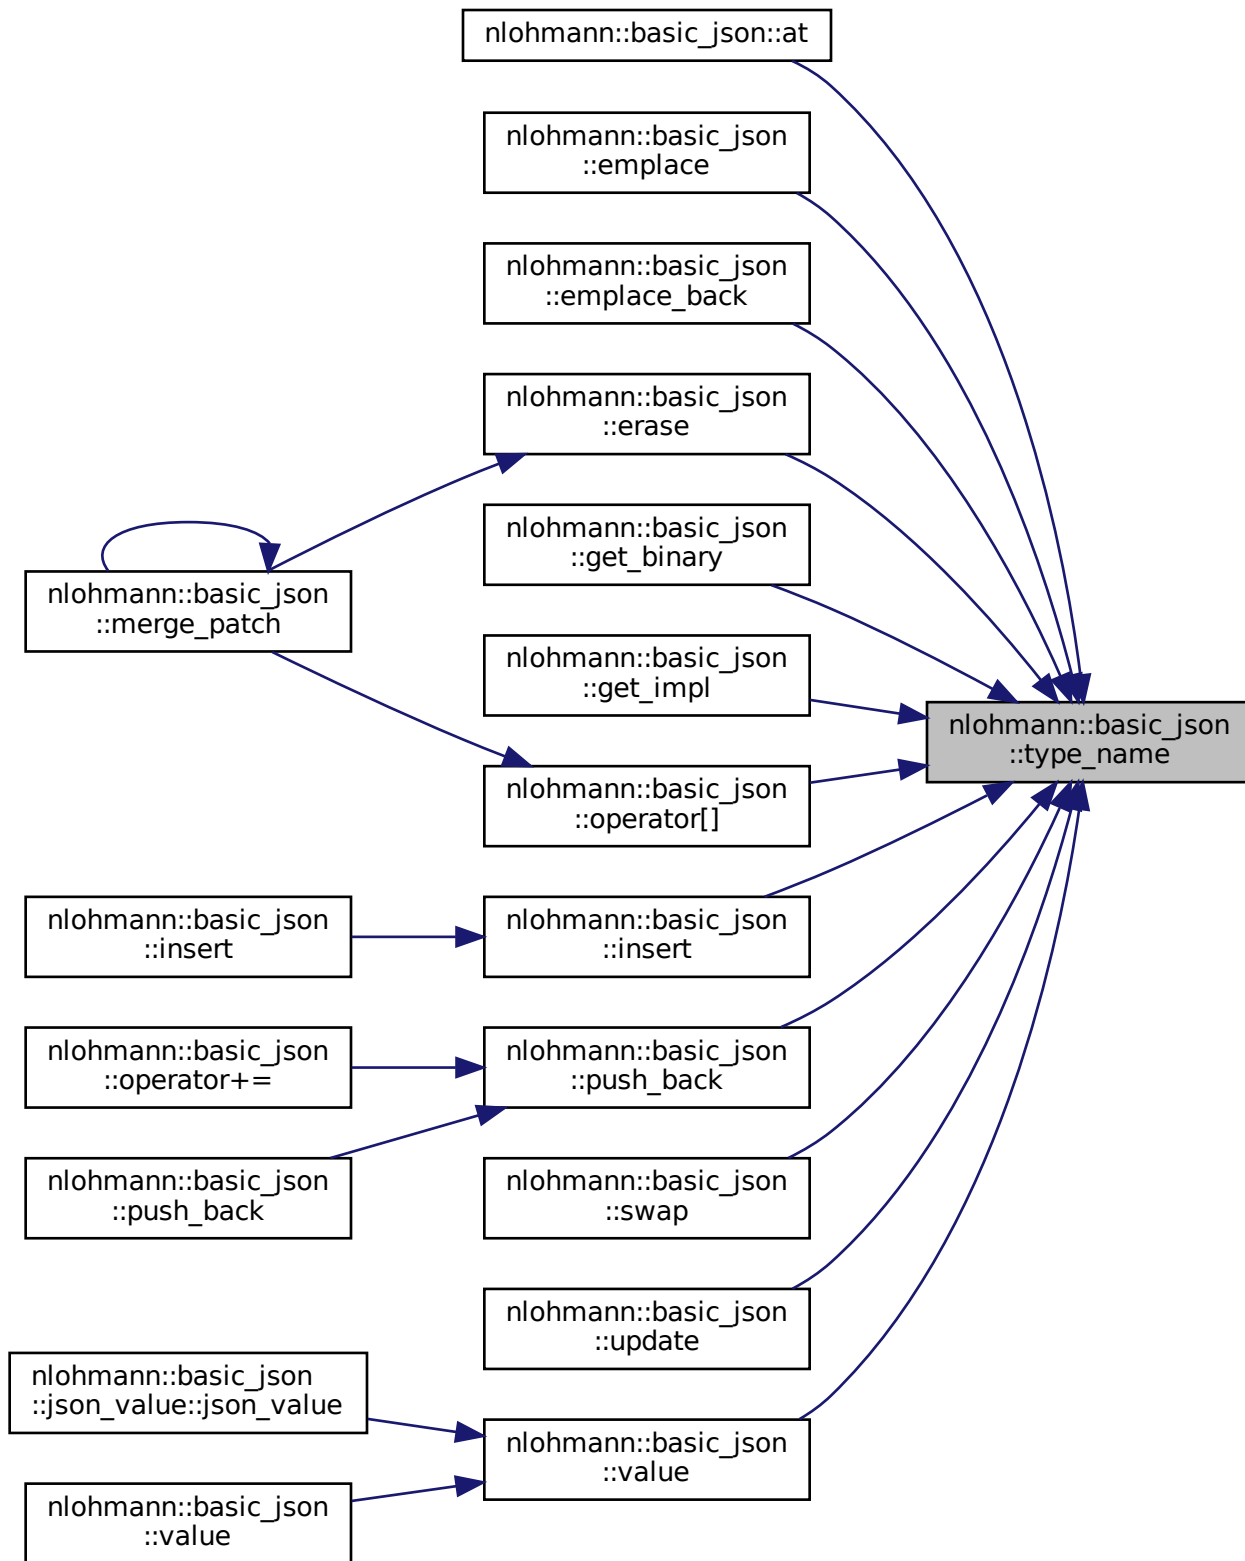 nlohmann::basic_json::at
nlohmann::basic_json
::emplace
nlohmann::basic_json
::emplace_back
nlohmann::basic_json
::erase
nlohmann::basic_json
::get_binary
nlohmann::basic_json
::merge_patch
nlohmann::basic_json
::get_impl
nlohmann::basic_json
::type_name
nlohmann::basic_json
::operator[]
nlohmann::basic_json
::insert
nlohmann::basic_json
::insert
nlohmann::basic_json
::operator+=
nlohmann::basic_json
::push_back
nlohmann::basic_json
::push_back
nlohmann::basic_json
::swap
nlohmann::basic_json
::update
nlohmann::basic_json
::json_value::json_value
nlohmann::basic_json
::value
nlohmann::basic_json
::value